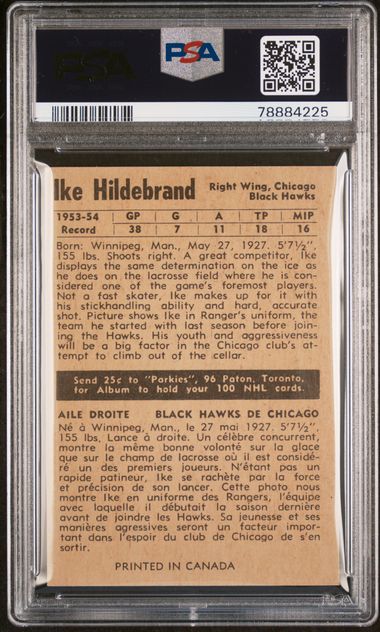 PSA
PSA
78884225
Ike Hildebrand
Right Wing, Chicago
Black Hawks
1953-54 GP G A TP MIP
Record 38 7 11 18 16
Born: Winnipeg, Man., May 27, 1927. 5'7½",
155 lbs. Shoots right. A great competitor, Ike
displays the same determination on the ice as
he does on the lacrosse field where he is con-
sidered one of the game's foremost players.
Not a fast skater, Ike makes up for it with
his stickhandling ability and hard, accurate
shot. Picture shows Ike in Ranger's uniform, the
team he started with last season before join-
ing the Hawks. His youth and aggressiveness
will be a big factor in the Chicago club's at-
tempt to climb out of the cellar.
Send 25c to "Parkies", 96 Paton, Toronto,
for Album to hold your 100 NHL cards.
AILE DROITE BLACK HAWKS DE CHICAGO
Né à Winnipeg, Man., le 27 mai 1927. 5'7½",
155 lbs, Lance à droite. Un célèbre concurrent,
montre la même bonne volonté sur la glace
que sur le champ de lacrosse où il est considé-
ré un des premiers joueurs. N'étant pas un
rapide patineur, Ike se rachète par la force
et précision de son lancer. Cette photo nous
montre Ike en uniforme des Rangers, l'équipe
avec laquelle il débutait la saison dernière
avant de joindre les Hawks. Sa jeunesse et ses
manières agressives seront un facteur impor-
tant dans l'espoir du club de Chicago de s'en
sortir.
PRINTED IN CANADA